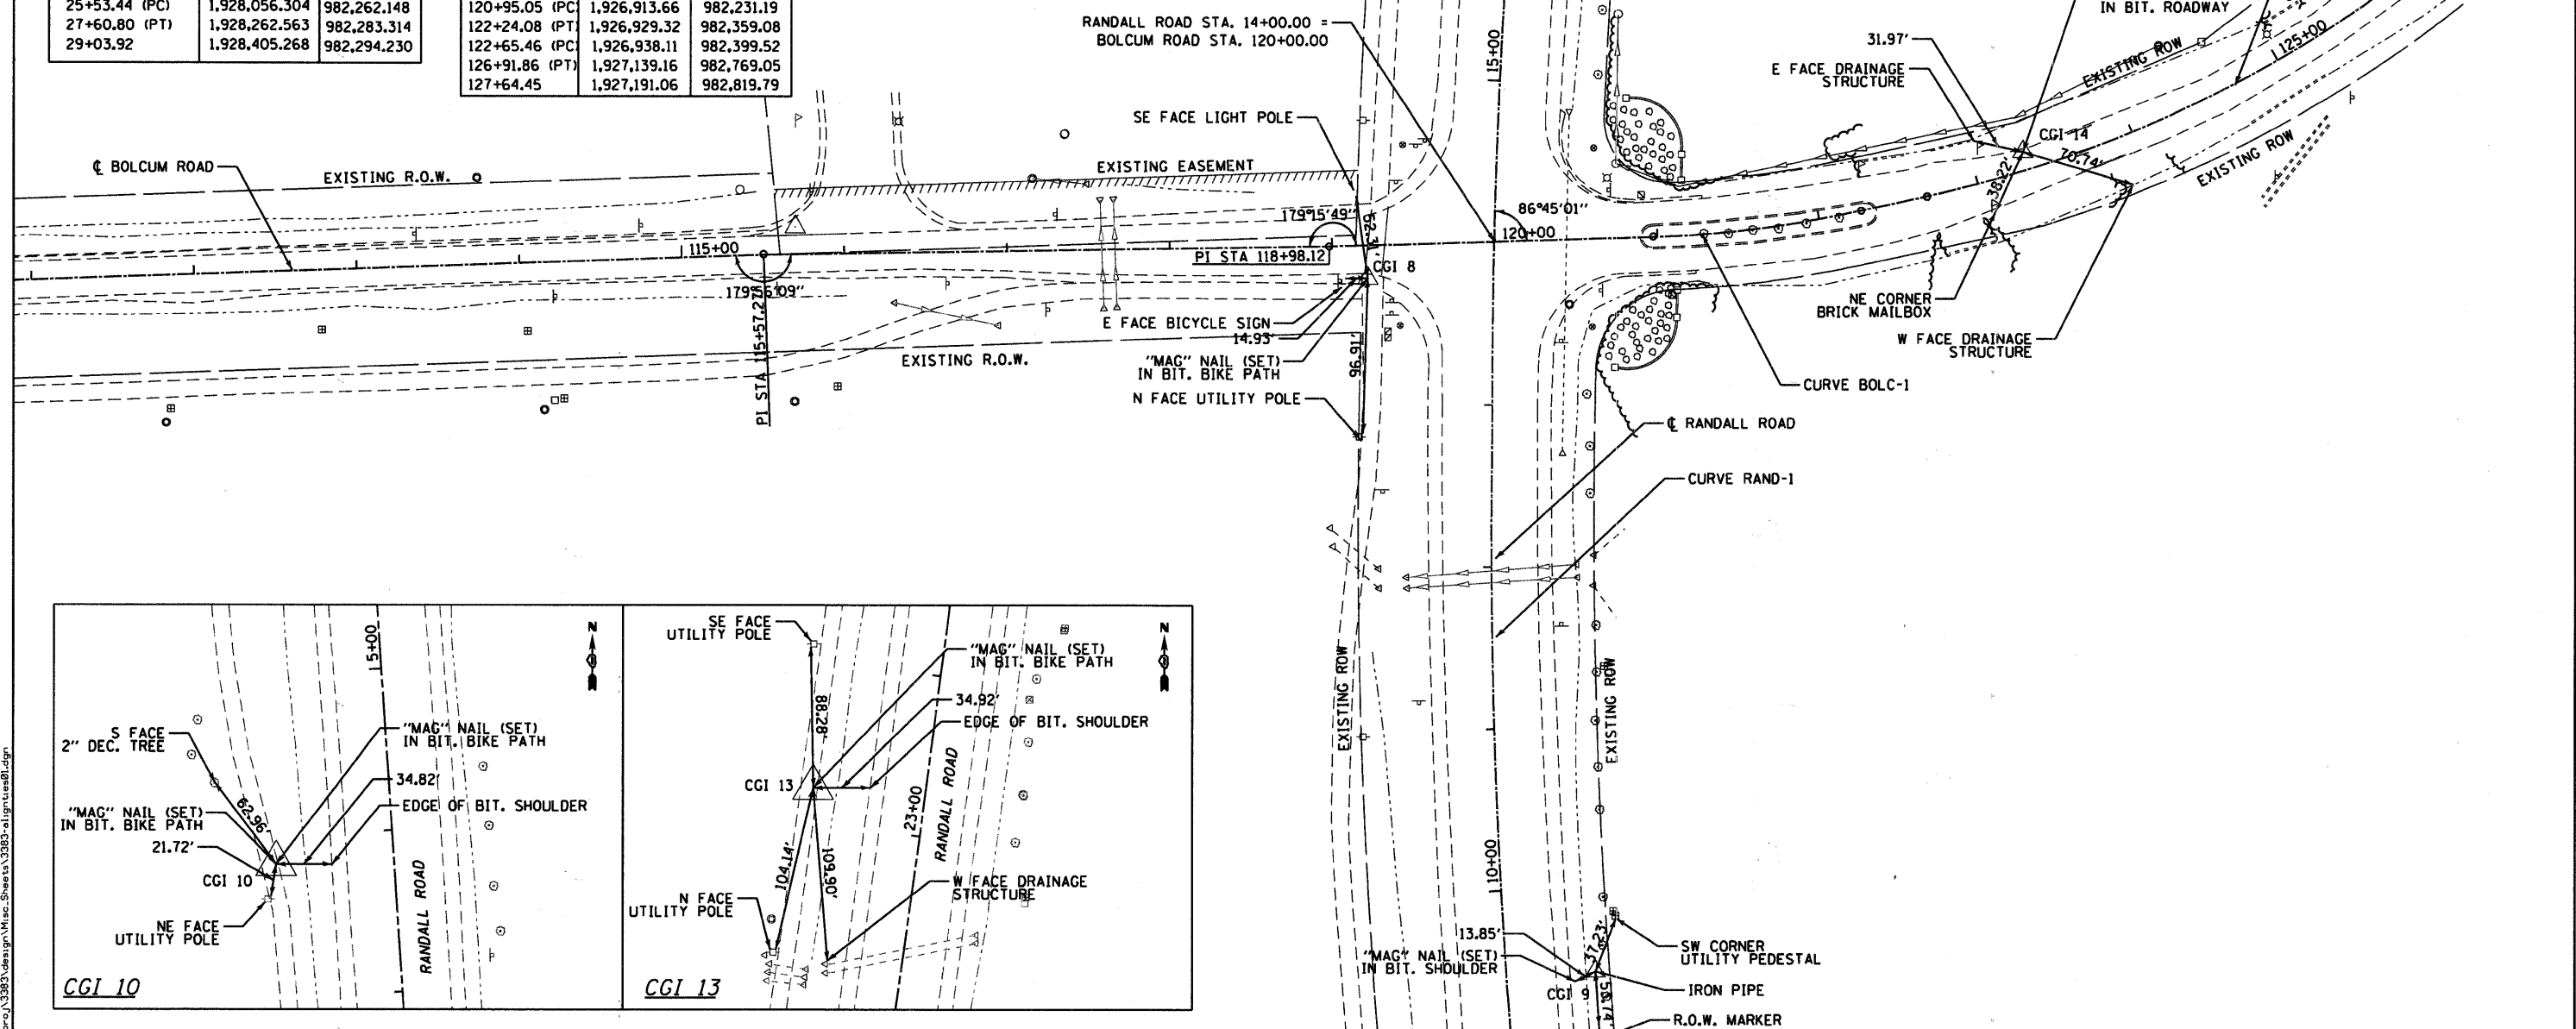 25+53.44 (PC) 1,928,056.304 982,262.148
27+60.80 (PT) 1,928,262.563 982,283.314
29+03.92 1,928,405.268 982,294.230
120+95.05 (PC) 1,926,913.66 982,231.19
122+24.08 (PT) 1,926,929.32 982,359.08
122+65.46 (PC) 1,926,938.11 982,399.52
126+91.86 (PT) 1,927,139.16 982,769.05
127+64.45 1,927,191.06 982,819.79
RANDALL ROAD STA. 14+00.00 =
BOLCUM ROAD STA. 120+00.00
15+00
IN BIT. ROADWAY
31.97'
E FACE DRAINAGE
STRUCTURE
EXISTING ROW
125+00
SE FACE LIGHT POLE
CGI 14
70.74'
38.22'
EXISTING ROW
℄ BOLCUM ROAD
EXISTING R.O.W.
EXISTING EASEMENT
179°15'49"
86°45'01"
115+00
120+00
PI STA 118+98.12
CGI 8
PI STA 115+57.27
E FACE BICYCLE SIGN
14.93'
"MAG" NAIL (SET)
IN BIT. BIKE PATH
96.91'
EXISTING R.O.W.
N FACE UTILITY POLE
NE CORNER
BRICK MAILBOX
W FACE DRAINAGE
STRUCTURE
CURVE BOLC-1
℄ RANDALL ROAD
CURVE RAND-1
EXISTING ROW
EXISTING ROW
10+00
13.85'
"MAG" NAIL (SET)
IN BIT. SHOULDER
37.23'
CGI 9
50.74'
SW CORNER
UTILITY PEDESTAL
IRON PIPE
R.O.W. MARKER
5+00
N
S FACE
2" DEC. TREE
62.96'
"MAG" NAIL (SET)
IN BIT. BIKE PATH
34.82'
EDGE OF BIT. SHOULDER
"MAG" NAIL (SET)
IN BIT. BIKE PATH
21.72'
CGI 10
NE FACE
UTILITY POLE
RANDALL ROAD
CGI 10
SE FACE
UTILITY POLE
N
"MAG" NAIL (SET)
IN BIT. BIKE PATH
88.28'
34.92'
EDGE OF BIT. SHOULDER
CGI 13
23+00
RANDALL ROAD
104.14'
109.90'
W FACE DRAINAGE
STRUCTURE
N FACE
UTILITY POLE
CGI 13